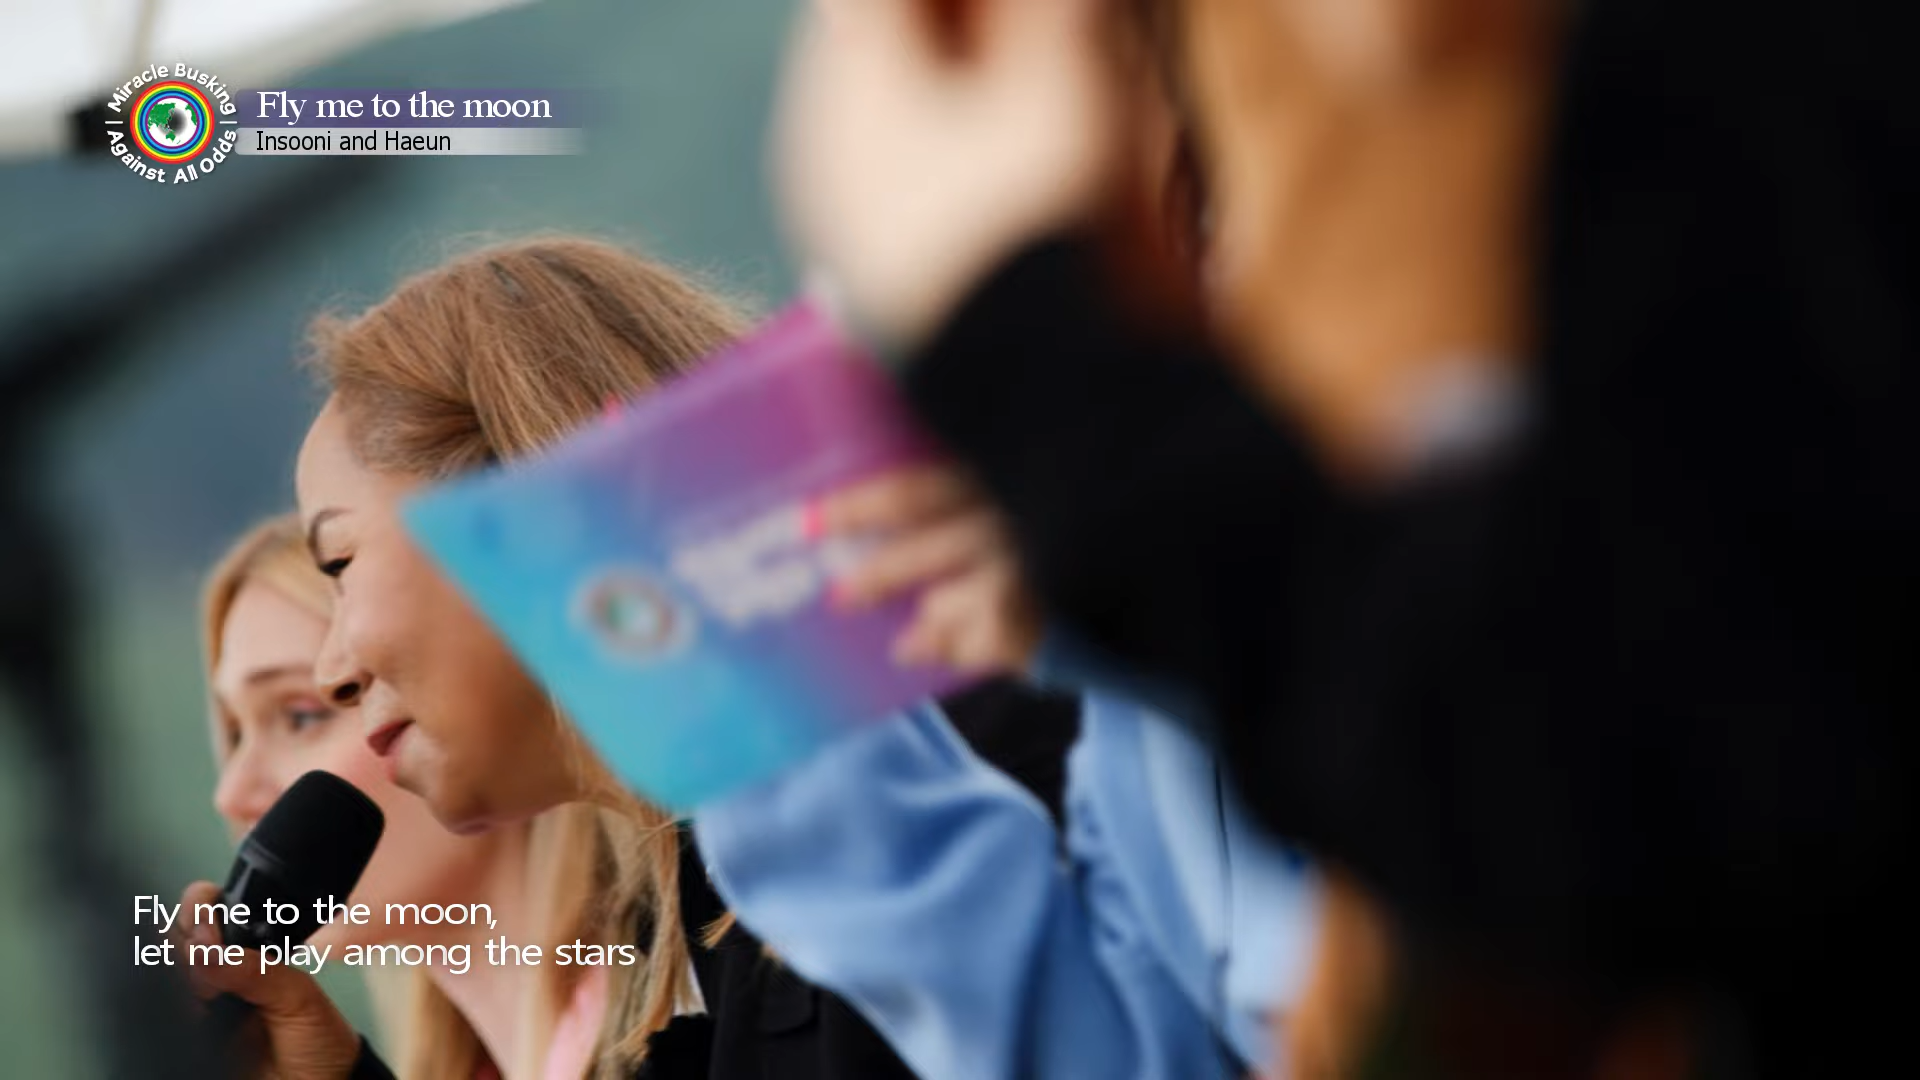 Miracle Busking
Against All Odds
Fly me to the moon
Insooni and Haeun
Fly me to the moon,
let me play among the stars